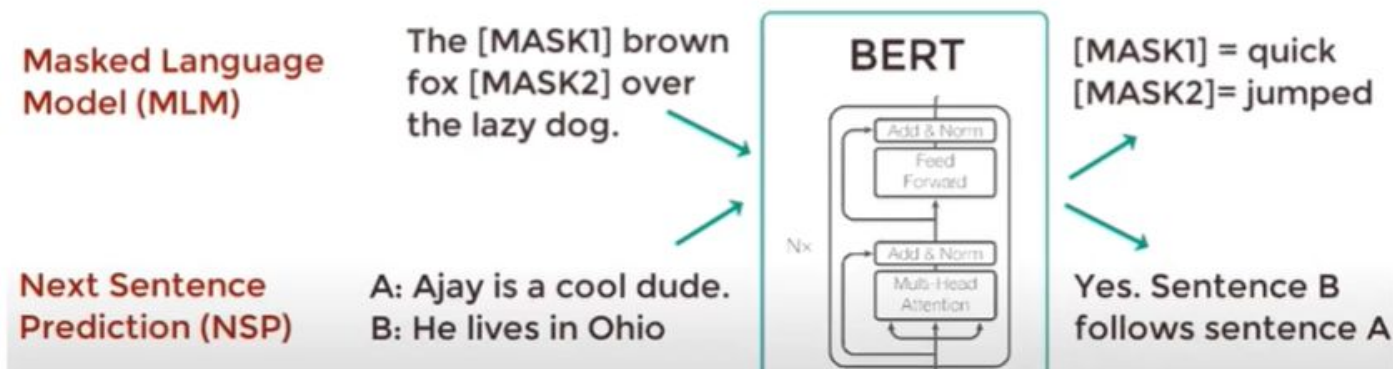 Masked Language
Model (MLM)
The [MASK1] brown
fox [MASK2] over
the lazy dog.
BERT
[MASK1] = quick
[MASK2]= jumped
Add & Norm
Feed
Forward
Nx
Add & Norm
Multi-Head
Attention
Next Sentence
Prediction (NSP)
A: Ajay is a cool dude.
B: He lives in Ohio
Yes. Sentence B
follows sentence A